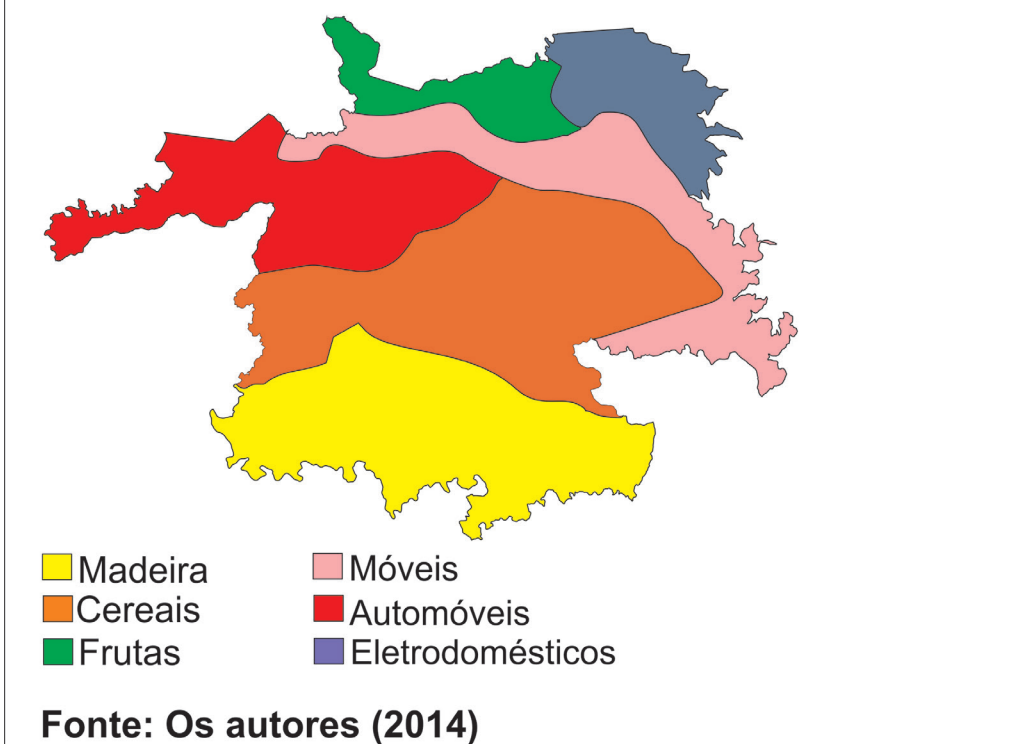 Madeira
Cereais
Frutas
Móveis
Automóveis
Eletrodomésticos
Fonte: Os autores (2014)